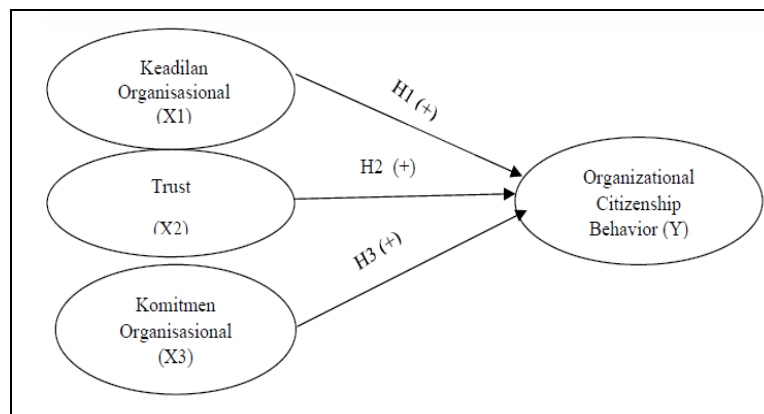 Keadilan
Organisasional
(X1)
H1 (+)
Trust
(X2)
H2 (+)
Organizational
Citizenship
Behavior (Y)
H3 (+)
Komitmen
Organisasional
(X3)